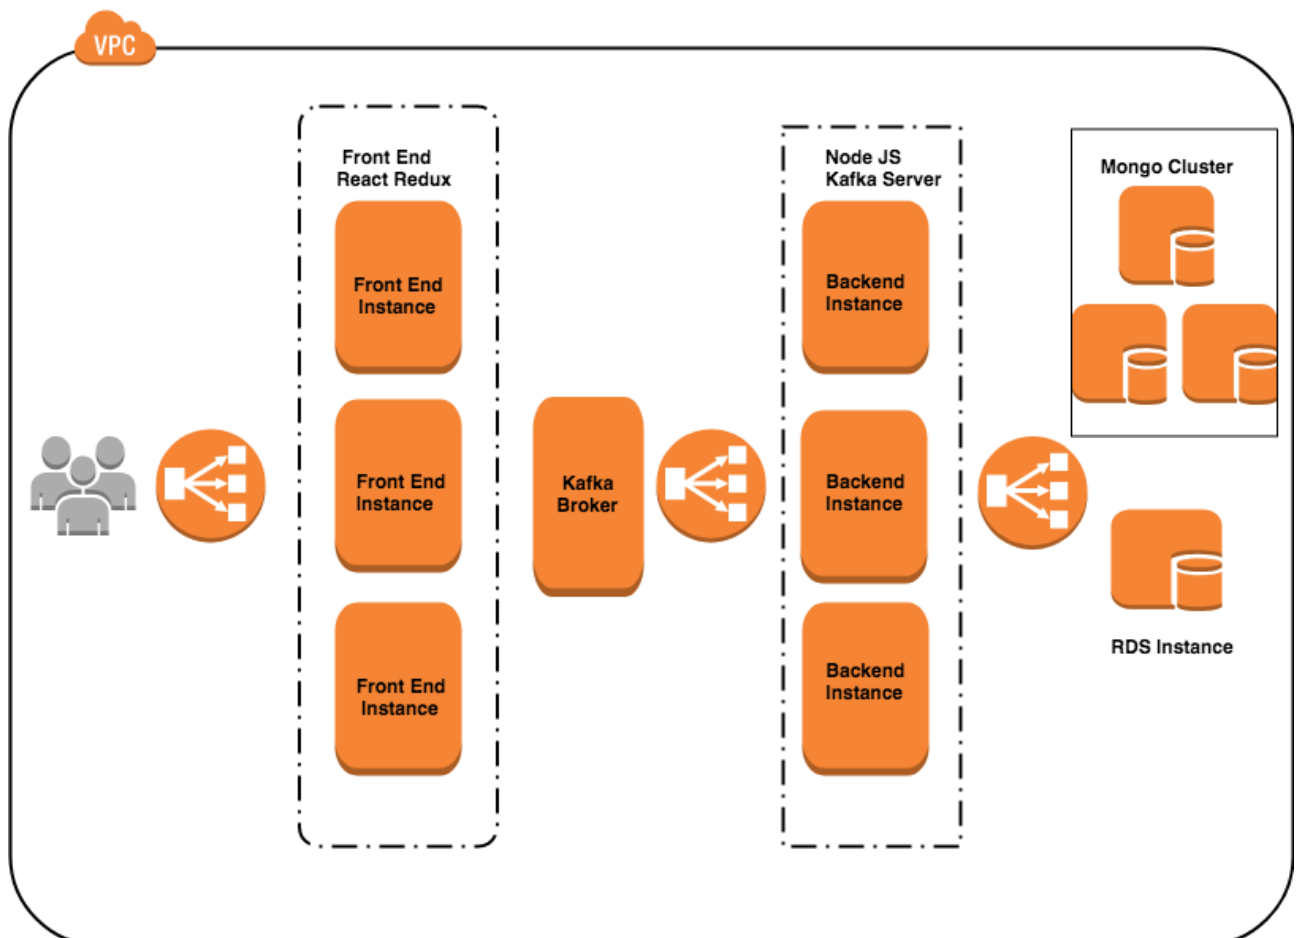 VPC
Front End
React Redux
Front End
Instance
Front End
Instance
Front End
Instance
Kafka
Broker
Node JS
Kafka Server
Backend
Instance
Backend
Instance
Backend
Instance
Mongo Cluster
RDS Instance